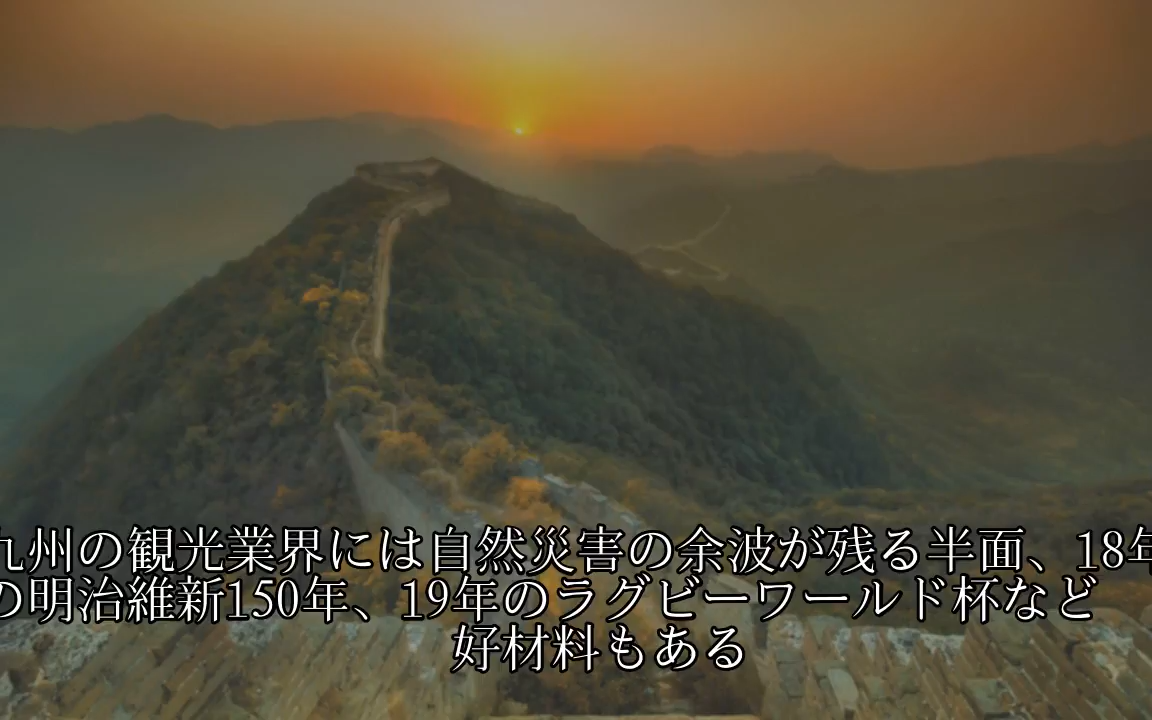 九州の観光業界には自然災害の余波が残る半面、18年
の明治維新150年、19年のラグビーワールド杯など
好材料もある